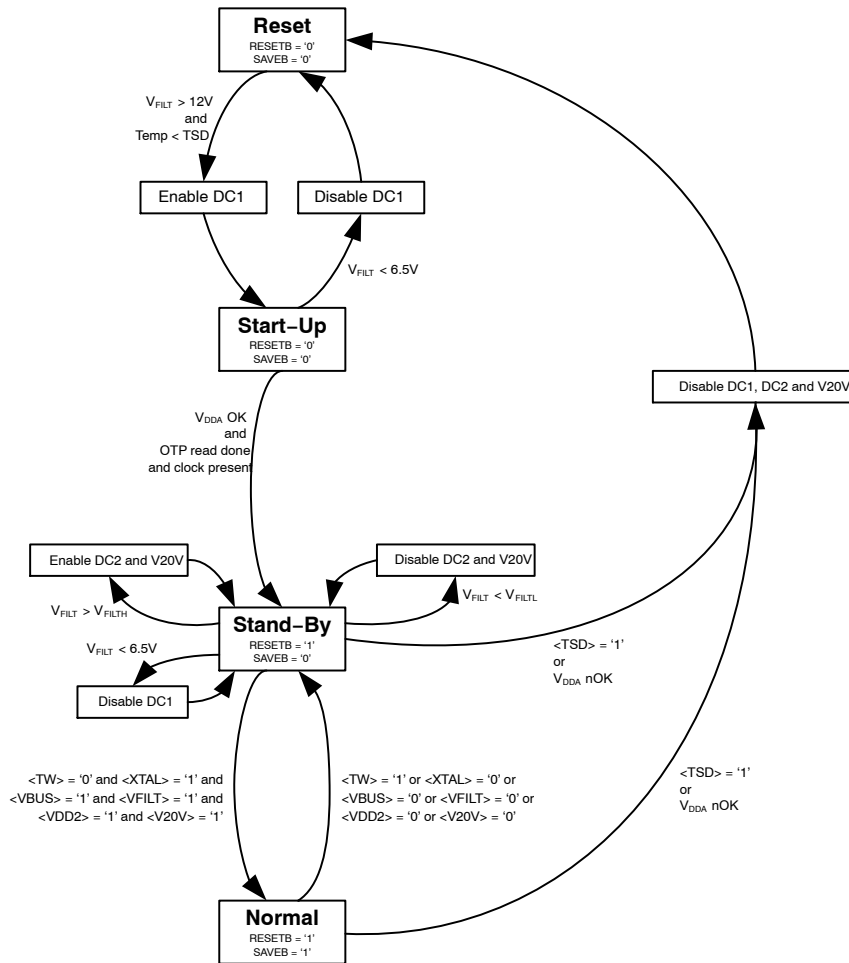 Reset
RESETB = ‘0’
SAVEB = ‘0’
VFILT > 12V
and
Temp < TSD
Enable DC1
Disable DC1
VFILT < 6.5V
Start−Up
RESETB = ‘0’
SAVEB = ‘0’
Disable DC1, DC2 and V20V
VDDA OK
and
OTP read done
and clock present
Enable DC2 and V20V
Disable DC2 and V20V
VFILT > VFILTH
VFILT < VFILTL
Stand−By
RESETB = ‘1’
SAVEB = ‘0’
VFILT < 6.5V
Disable DC1
<TSD> = ‘1’
or
VDDA nOK
<TW> = ‘0’ and <XTAL> = ‘1’ and
<VBUS> = ‘1’ and <VFILT> = ‘1’ and
<VDD2> = ‘1’ and <V20V> = ‘1’
<TW> = ‘1’ or <XTAL> = ‘0’ or
<VBUS> = ‘0’ or <VFILT> = ‘0’ or
<VDD2> = ‘0’ or <V20V> = ‘0’
<TSD> = ‘1’
or
VDDA nOK
Normal
RESETB = ‘1’
SAVEB = ‘1’